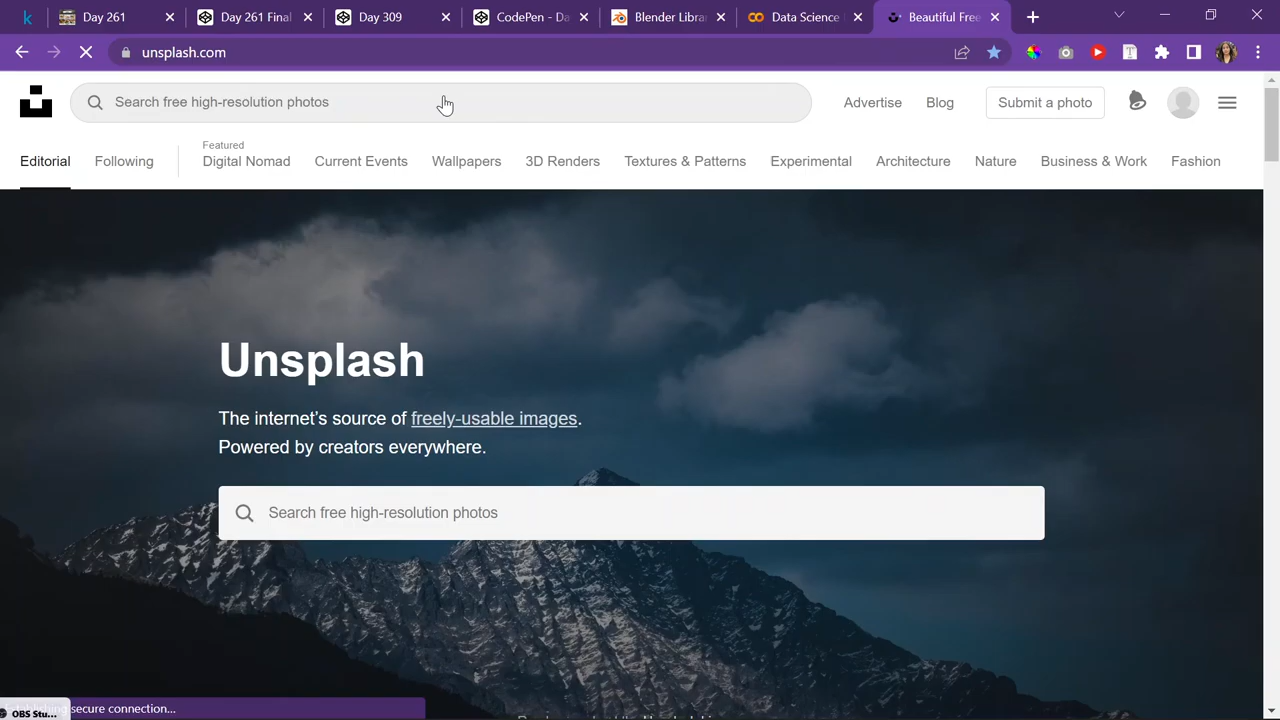 Day 261
Day 261 Final
Day 309
CodePen - Da
Blender Libra
Data Science
Beautiful Free
unsplash.com
Search free high-resolution photos
Advertise
Blog
Submit a photo
Editorial
Following
Featured
Digital Nomad
Current Events
Wallpapers
3D Renders
Textures & Patterns
Experimental
Architecture
Nature
Business & Work
Fashion
Unsplash
The internet's source of freely-usable images.
Powered by creators everywhere.
Search free high-resolution photos
Establishing secure connection...
OBS Stu...